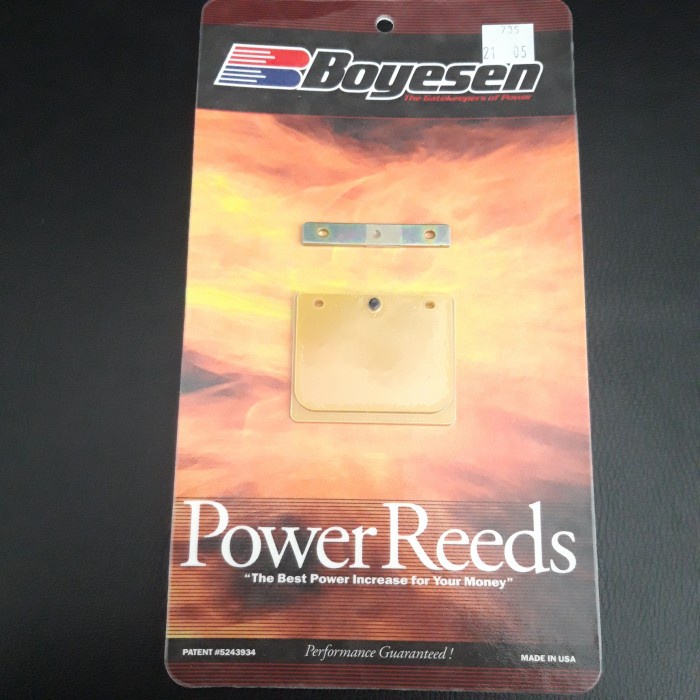 735
21 05
Boyesen
The Gatekeepers of Power
Power Reeds
“The Best Power Increase for Your Money”
PATENT #5243934
Performance Guaranteed!
MADE IN USA